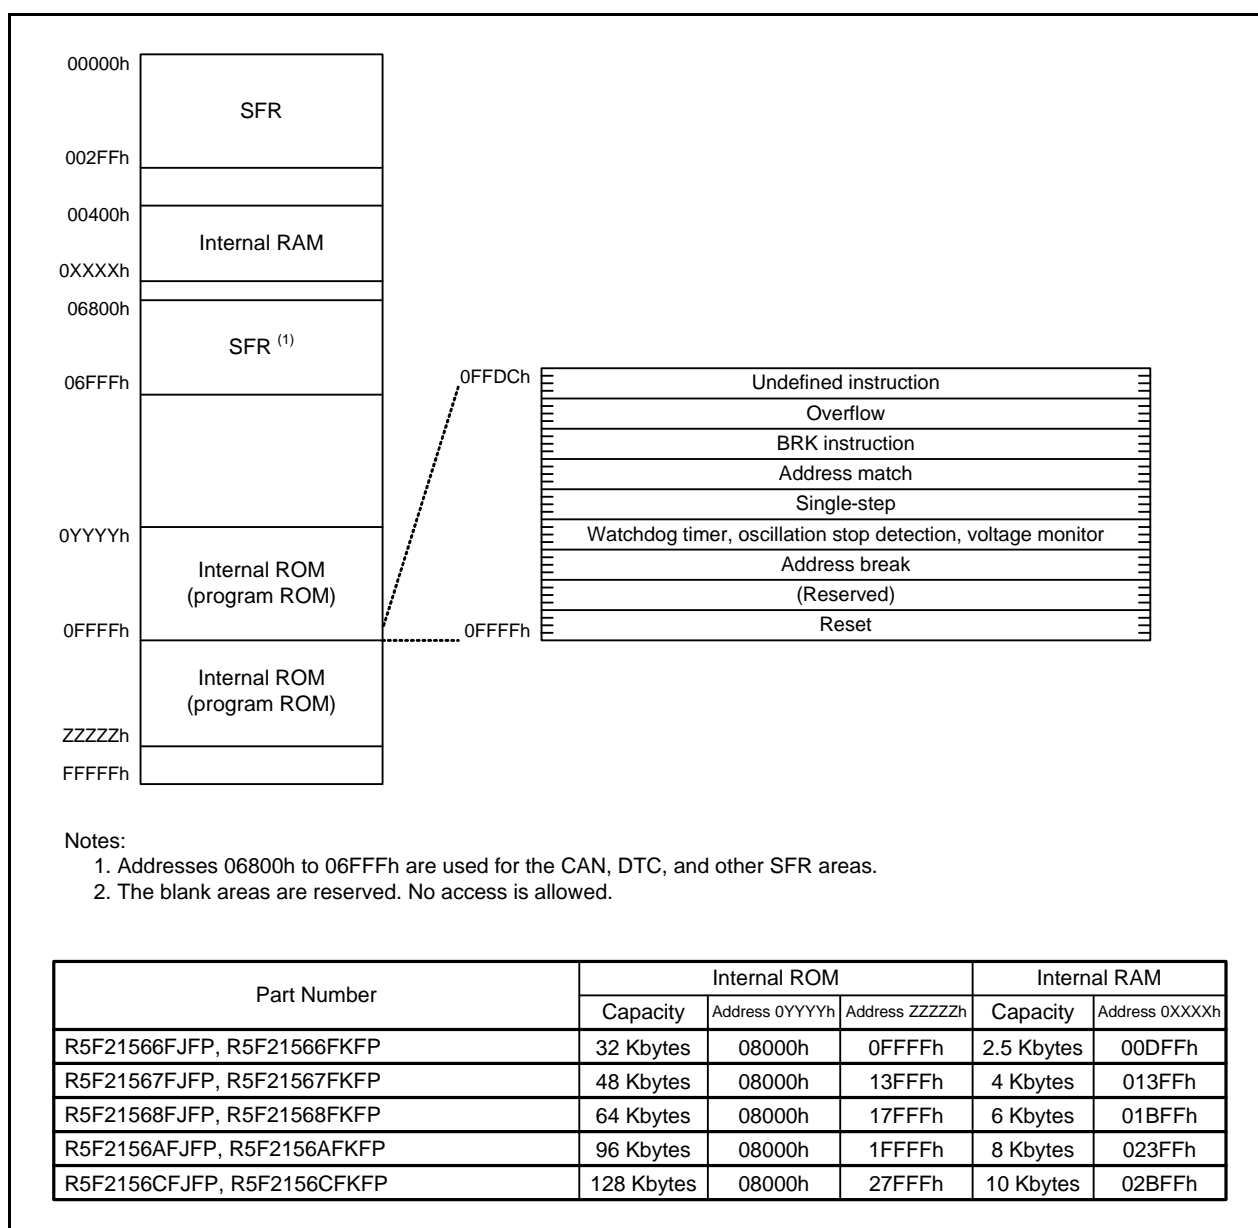 00000h
SFR
002FFh
00400h
Internal RAM
0XXXXh
06800h
SFR (1)
06FFFh
0YYYYh
Internal ROM
(program ROM)
0FFFFh
Internal ROM
(program ROM)
ZZZZZh
FFFFFh
0FFDCh
Undefined instruction
Overflow
BRK instruction
Address match
Single-step
Watchdog timer, oscillation stop detection, voltage monitor
Address break
(Reserved)
0FFFFh
Reset
Notes:
1. Addresses 06800h to 06FFFh are used for the CAN, DTC, and other SFR areas.
2. The blank areas are reserved. No access is allowed.
Part Number Internal ROM Internal RAM
Capacity Address 0YYYYh Address ZZZZZh Capacity Address 0XXXXh
R5F21566FJFP, R5F21566FKFP 32 Kbytes 08000h 0FFFFh 2.5 Kbytes 00DFFh
R5F21567FJFP, R5F21567FKFP 48 Kbytes 08000h 13FFFh 4 Kbytes 013FFh
R5F21568FJFP, R5F21568FKFP 64 Kbytes 08000h 17FFFh 6 Kbytes 01BFFh
R5F2156AFJFP, R5F2156AFKFP 96 Kbytes 08000h 1FFFFh 8 Kbytes 023FFh
R5F2156CFJFP, R5F2156CFKFP 128 Kbytes 08000h 27FFFh 10 Kbytes 02BFFh